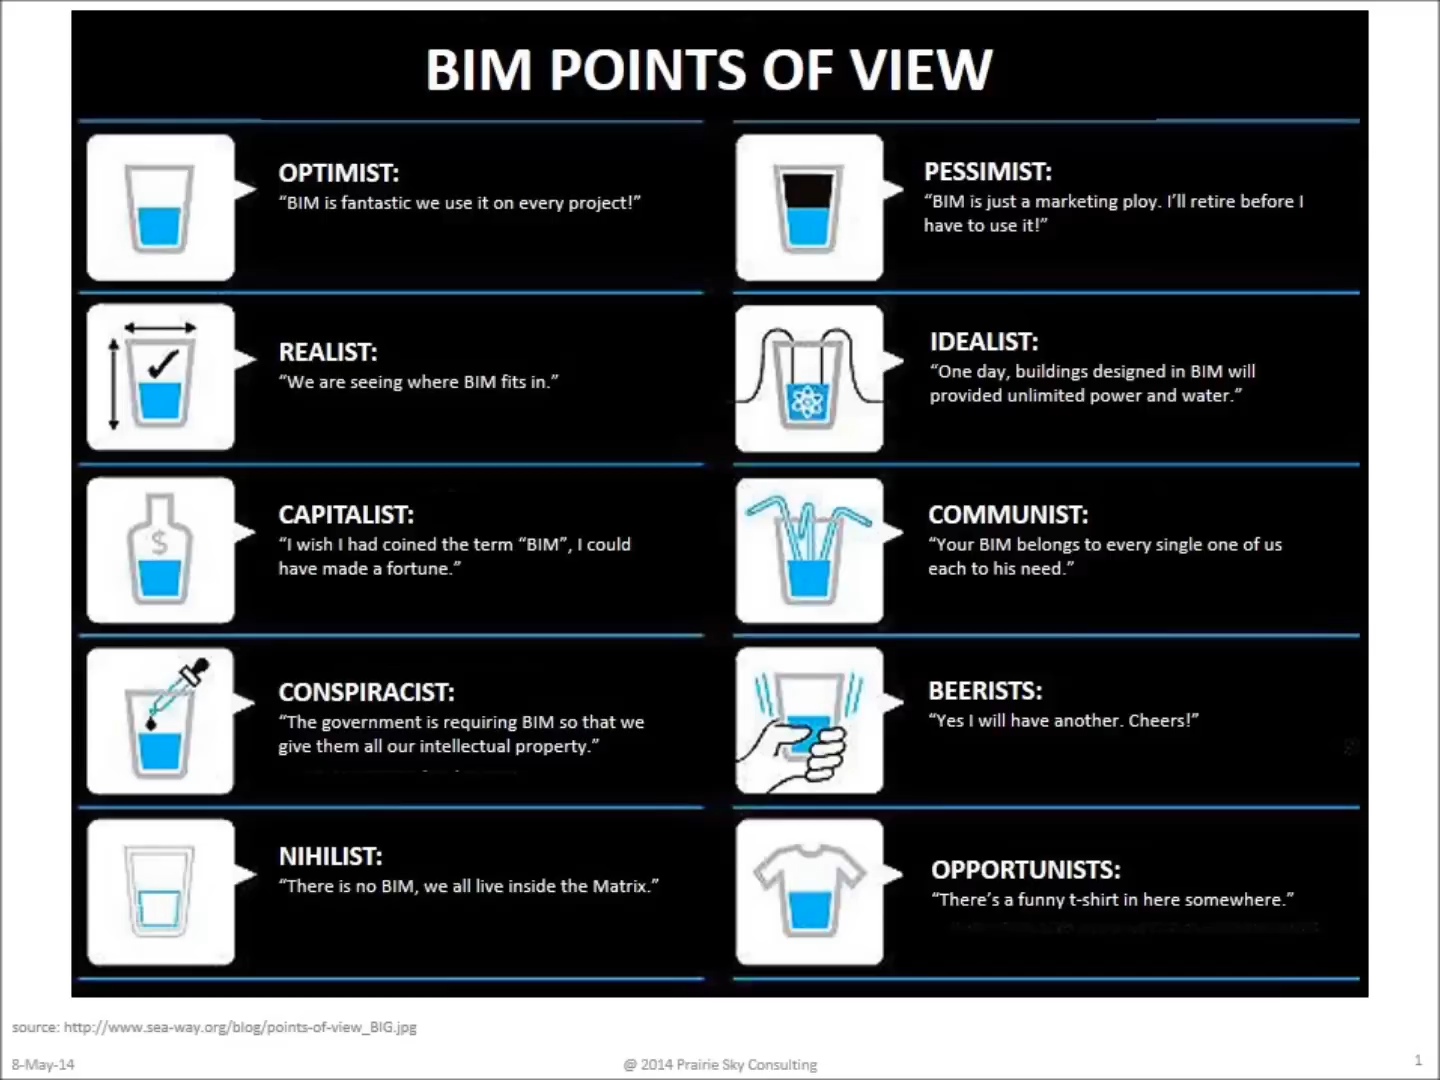 BIM POINTS OF VIEW
OPTIMIST:
“BIM is fantastic we use it on every project!”
PESSIMIST:
“BIM is just a marketing ploy. I’ll retire before I
have to use it!”
REALIST:
“We are seeing where BIM fits in.”
IDEALIST:
“One day, buildings designed in BIM will
provided unlimited power and water.”
CAPITALIST:
“I wish I had coined the term “BIM”, I could
have made a fortune.”
$
COMMUNIST:
“Your BIM belongs to every single one of us
each to his need.”
CONSPIRACIST:
“The government is requiring BIM so that we
give them all our intellectual property.”
BEERISTS:
“Yes I will have another. Cheers!”
NIHILIST:
“There is no BIM, we all live inside the Matrix.”
OPPORTUNISTS:
“There’s a funny t-shirt in here somewhere.”
source: http://www.sea-way.org/blog/points-of-view_BIG.jpg
8-May-14
@ 2014 Prairie Sky Consulting
1